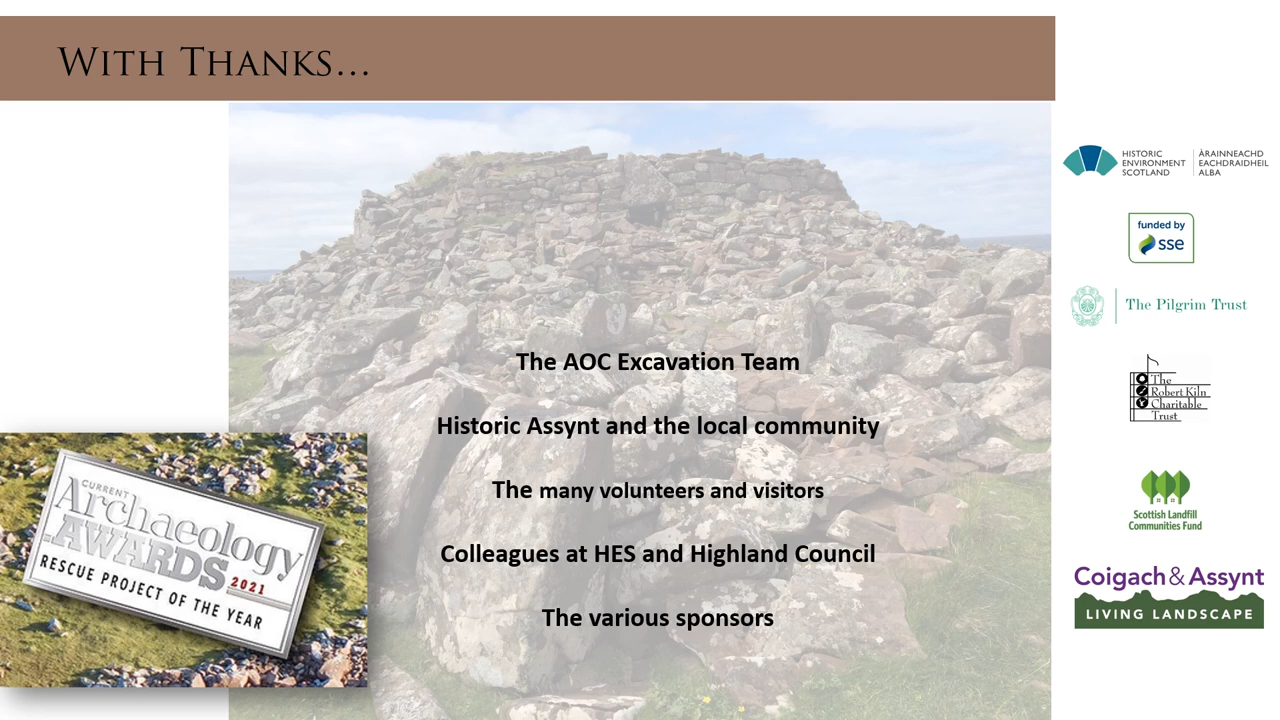 With Thanks…
HISTORIC
ENVIRONMENT
SCOTLAND
ÀRAINNEACHD
EACHDRAIDHEIL
ALBA
funded by
sse
The Pilgrim Trust
The
Robert Kiln
Charitable
Trust
Scottish Landfill
Communities Fund
Coigach & Assynt
LIVING LANDSCAPE
The AOC Excavation Team
Historic Assynt and the local community
The many volunteers and visitors
Colleagues at HES and Highland Council
The various sponsors
CURRENT
Archaeology
AWARDS 2021
RESCUE PROJECT OF THE YEAR